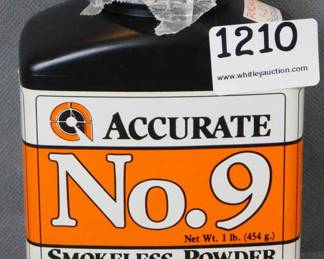 1210
www.whitleyauction.com
ACCURATE
No.9
Net Wt. 1 lb. (454 g.)
SMOKELESS POWDER